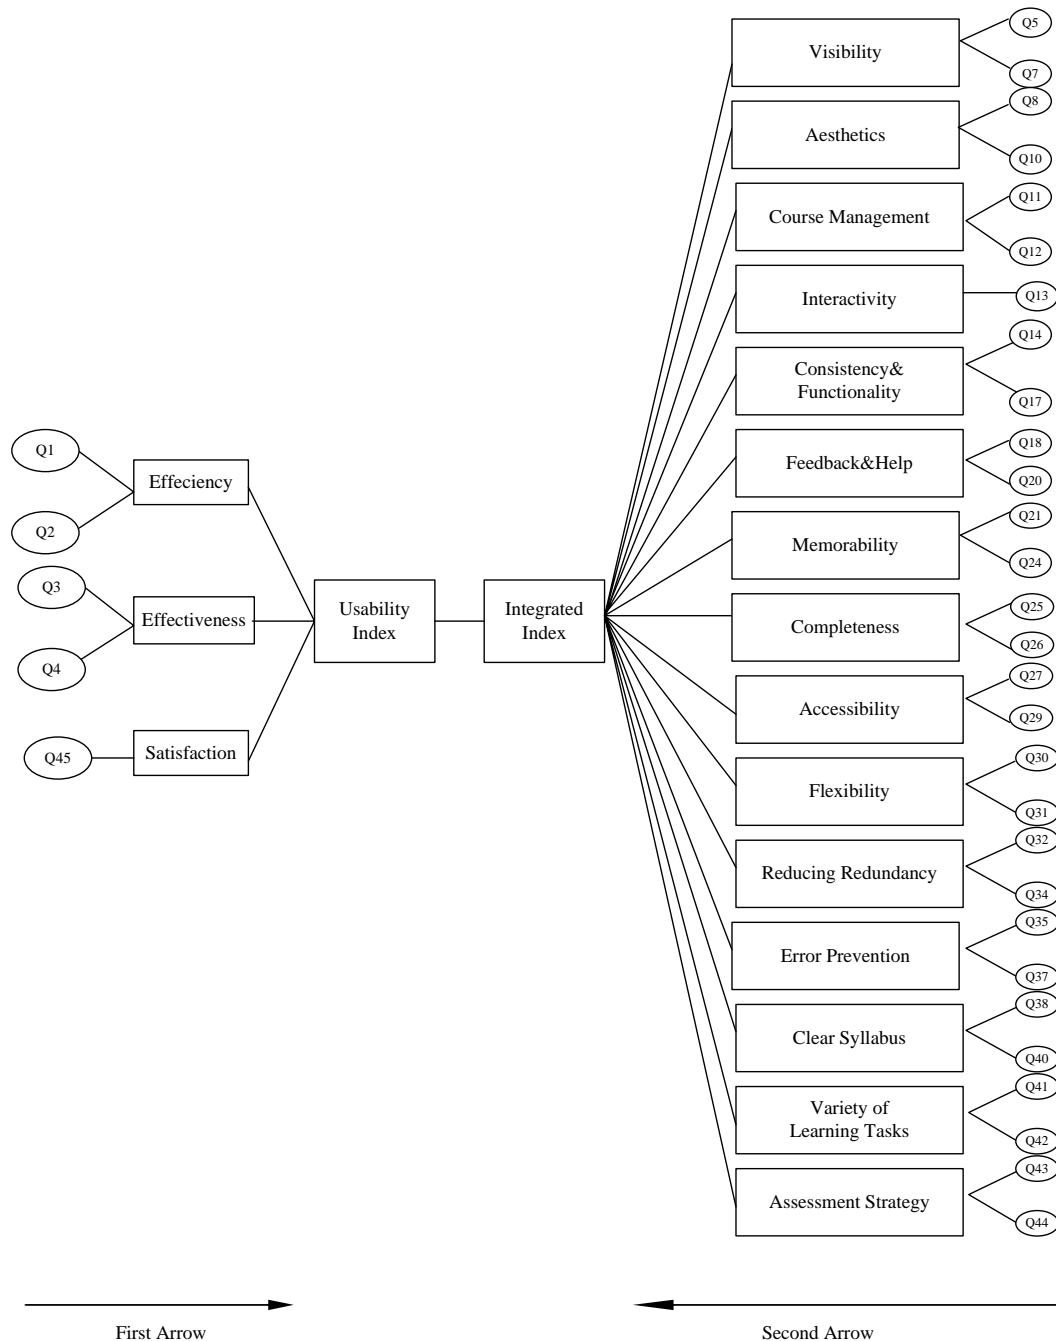 Q1
Q2
Q3
Q4
Q45
Effeciency
Effectiveness
Satisfaction
Usability
Index
Integrated
Index
Visibility
Q5
Q7
Aesthetics
Q8
Q10
Course Management
Q11
Q12
Interactivity
Q13
Consistency&
Functionality
Q14
Q17
Feedback&Help
Q18
Q20
Memorability
Q21
Q24
Completeness
Q25
Q26
Accessibility
Q27
Q29
Flexibility
Q30
Q31
Reducing Redundancy
Q32
Q34
Error Prevention
Q35
Q37
Clear Syllabus
Q38
Q40
Variety of
Learning Tasks
Q41
Q42
Assessment Strategy
Q43
Q44
First Arrow
Second Arrow